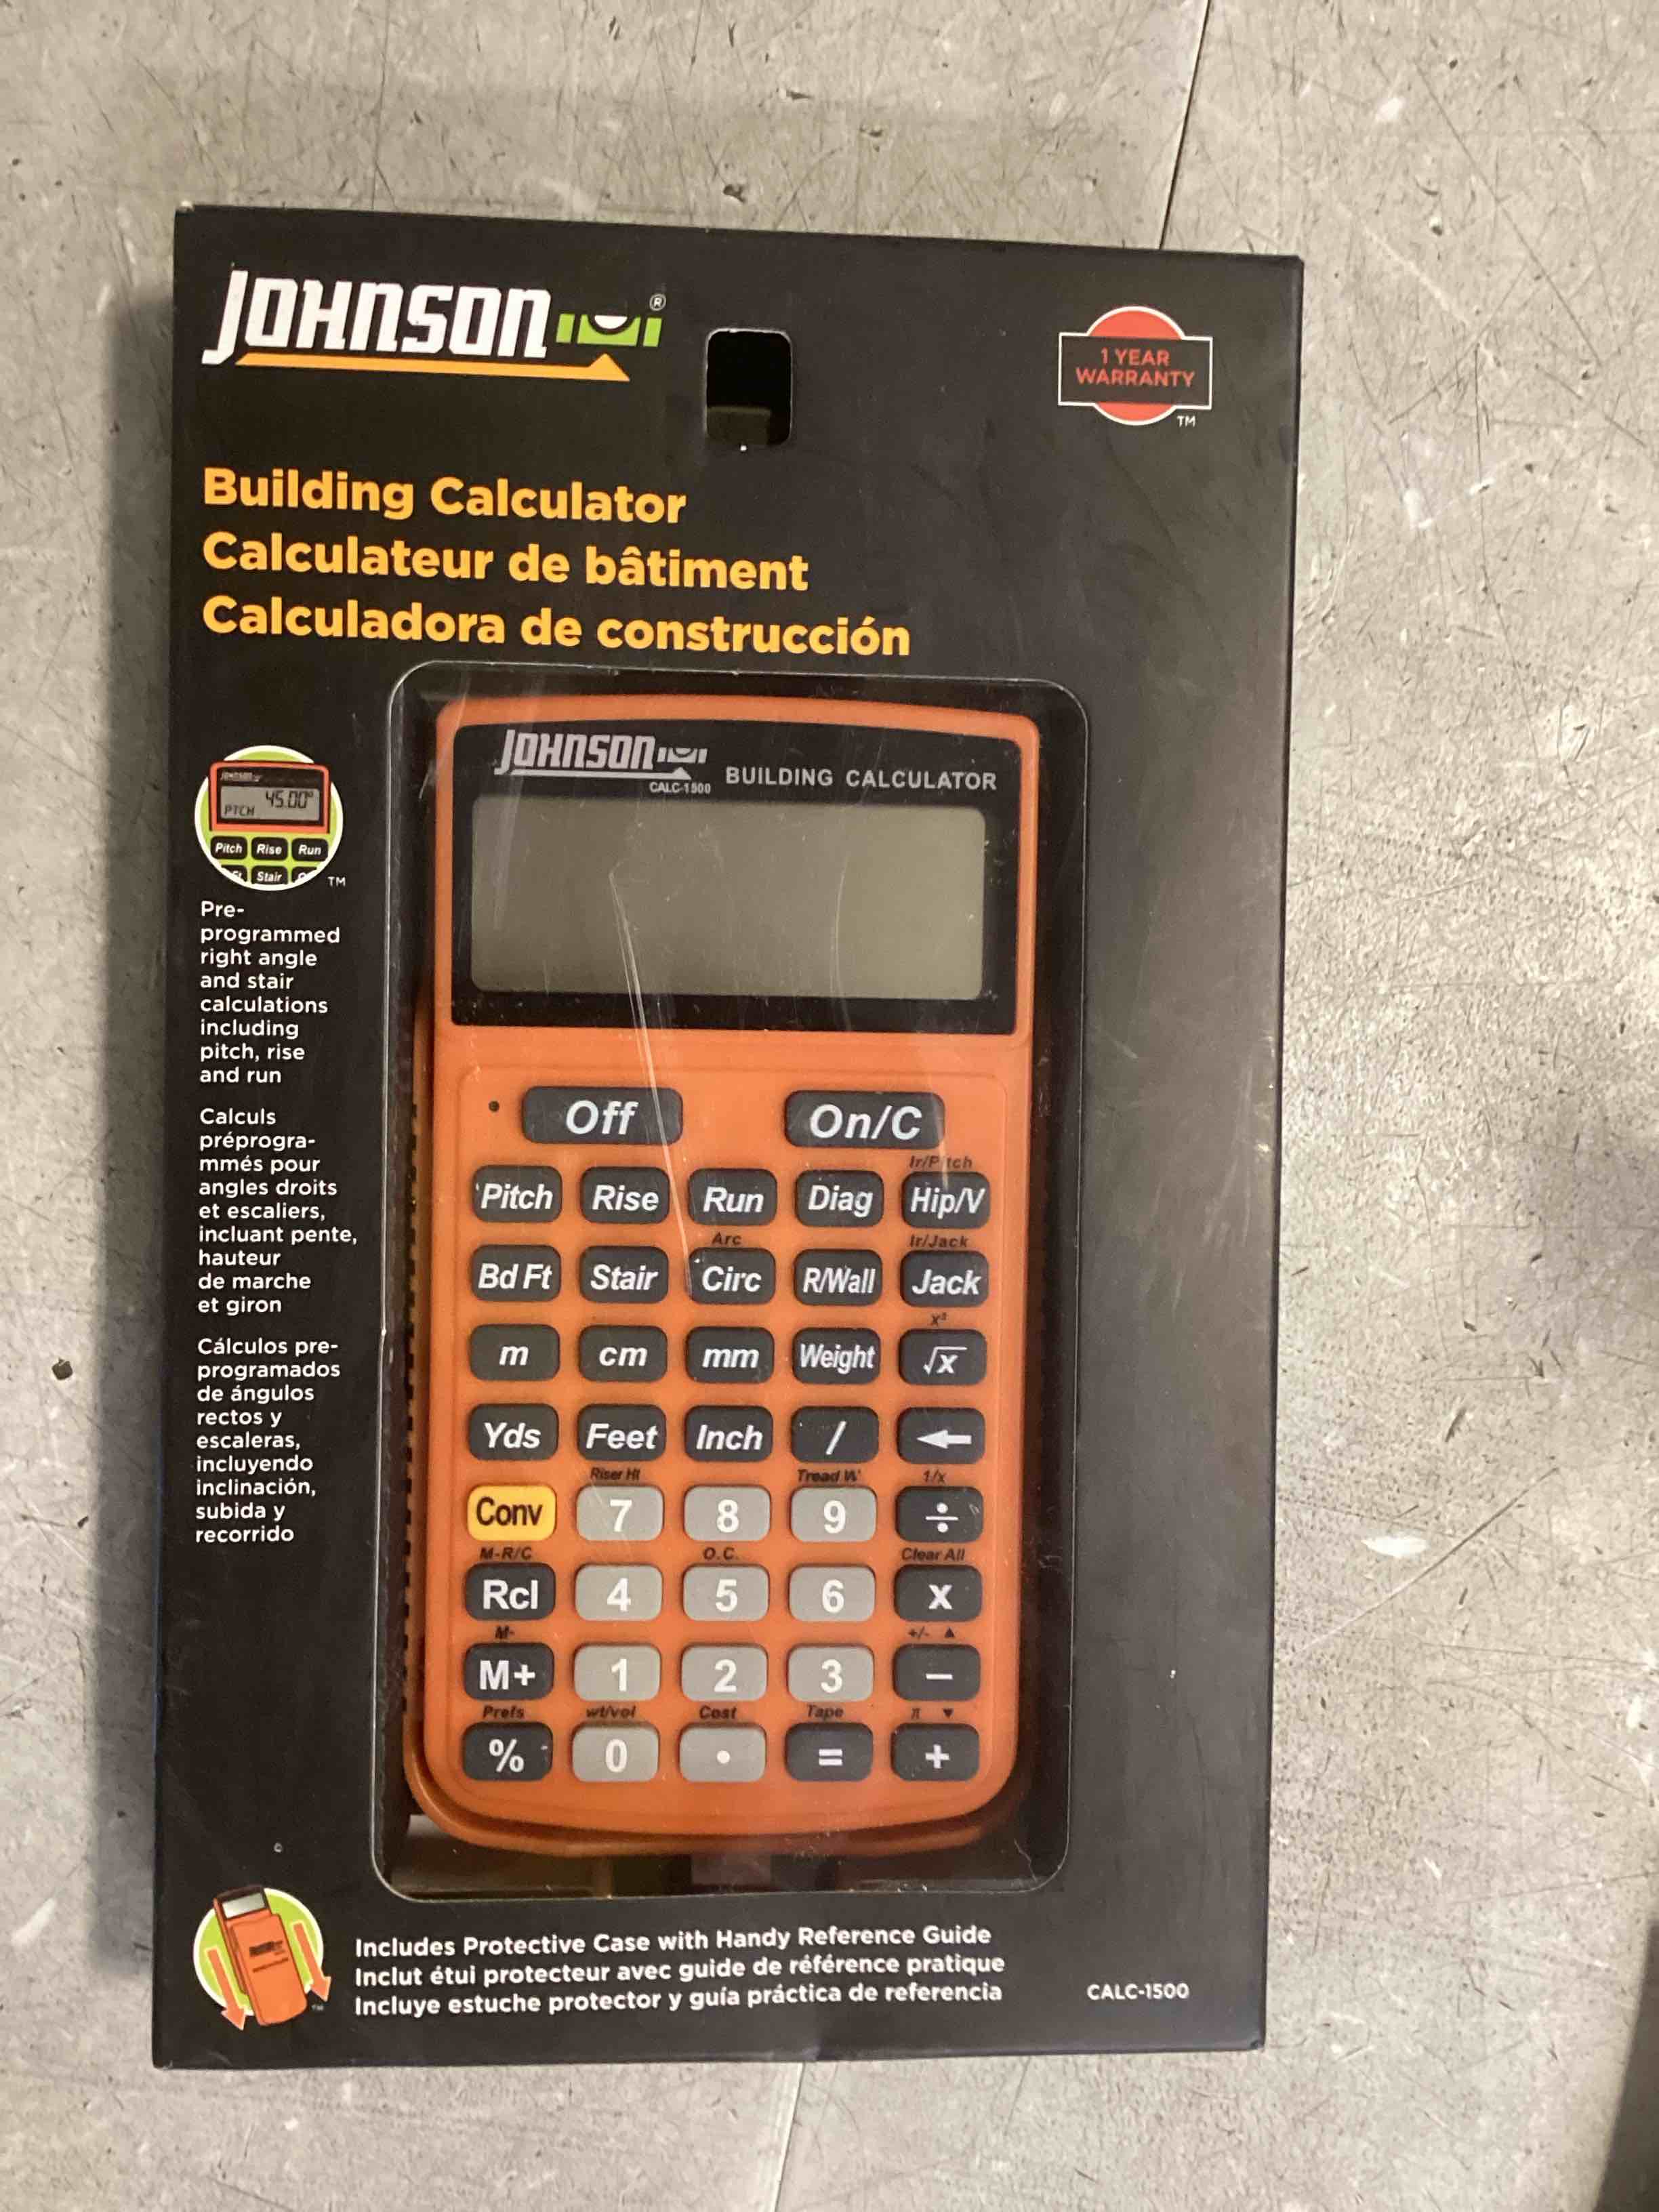 JOHNSON ®
1 YEAR
WARRANTY
TM
Building Calculator
Calculateur de bâtiment
Calculadora de construcción
JOHNSON
CALC-1500 BUILDING CALCULATOR
45.00°
PTCH
Pitch Rise Run
Stair
TM
Pre-
programmed
right angle
and stair
calculations
including
pitch, rise
and run
Calculs
préprogra-
mmés pour
angles droits
et escaliers,
incluant pente,
hauteur
de marche
et giron
Cálculos pre-
programados
de ángulos
rectos y
escaleras,
incluyendo
inclinación,
subida y
recorrido
Off On/C
Ir/Pitch
Pitch Rise Run Diag Hip/V
Arc Ir/Jack
Bd Ft Stair Circ R/Wall Jack
x²
m cm mm Weight √x
Yds Feet Inch / ←
Riser Ht Tread W 1/x
Conv 7 8 9 ÷
M-R/C O.C. Clear All
Rcl 4 5 6 x
M- +/- ▲
M+ 1 2 3 −
Prefs wt/vol Cost Tape π ▼
% 0 • = +
Includes Protective Case with Handy Reference Guide
Inclut étui protecteur avec guide de référence pratique
Incluye estuche protector y guía práctica de referencia
CALC-1500